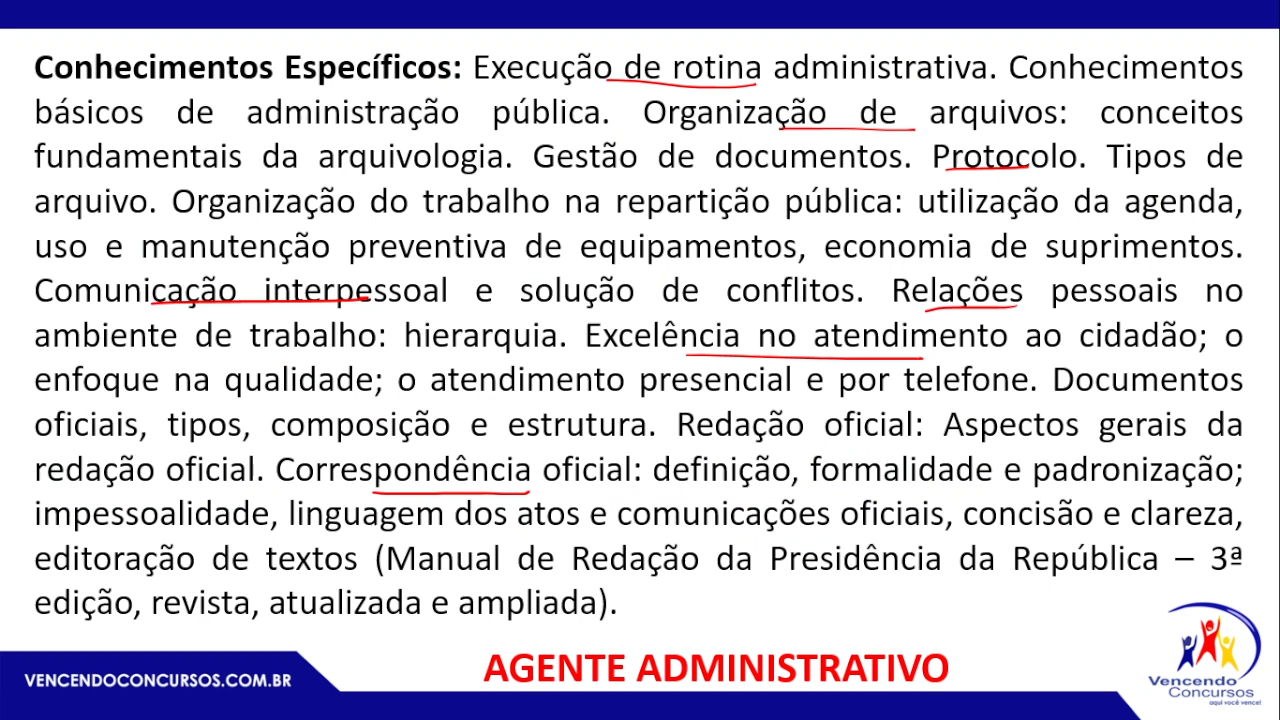 Conhecimentos Específicos: Execução de rotina administrativa. Conhecimentos
básicos de administração pública. Organização de arquivos: conceitos
fundamentais da arquivologia. Gestão de documentos. Protocolo. Tipos de
arquivo. Organização do trabalho na repartição pública: utilização da agenda,
uso e manutenção preventiva de equipamentos, economia de suprimentos.
Comunicação interpessoal e solução de conflitos. Relações pessoais no
ambiente de trabalho: hierarquia. Excelência no atendimento ao cidadão; o
enfoque na qualidade; o atendimento presencial e por telefone. Documentos
oficiais, tipos, composição e estrutura. Redação oficial: Aspectos gerais da
redação oficial. Correspondência oficial: definição, formalidade e padronização;
impessoalidade, linguagem dos atos e comunicações oficiais, concisão e clareza,
editoração de textos (Manual de Redação da Presidência da República – 3ª
edição, revista, atualizada e ampliada).
AGENTE ADMINISTRATIVO
VENCENDOCONCURSOS.COM.BR
Vencendo
Concursos
aqui você vence!